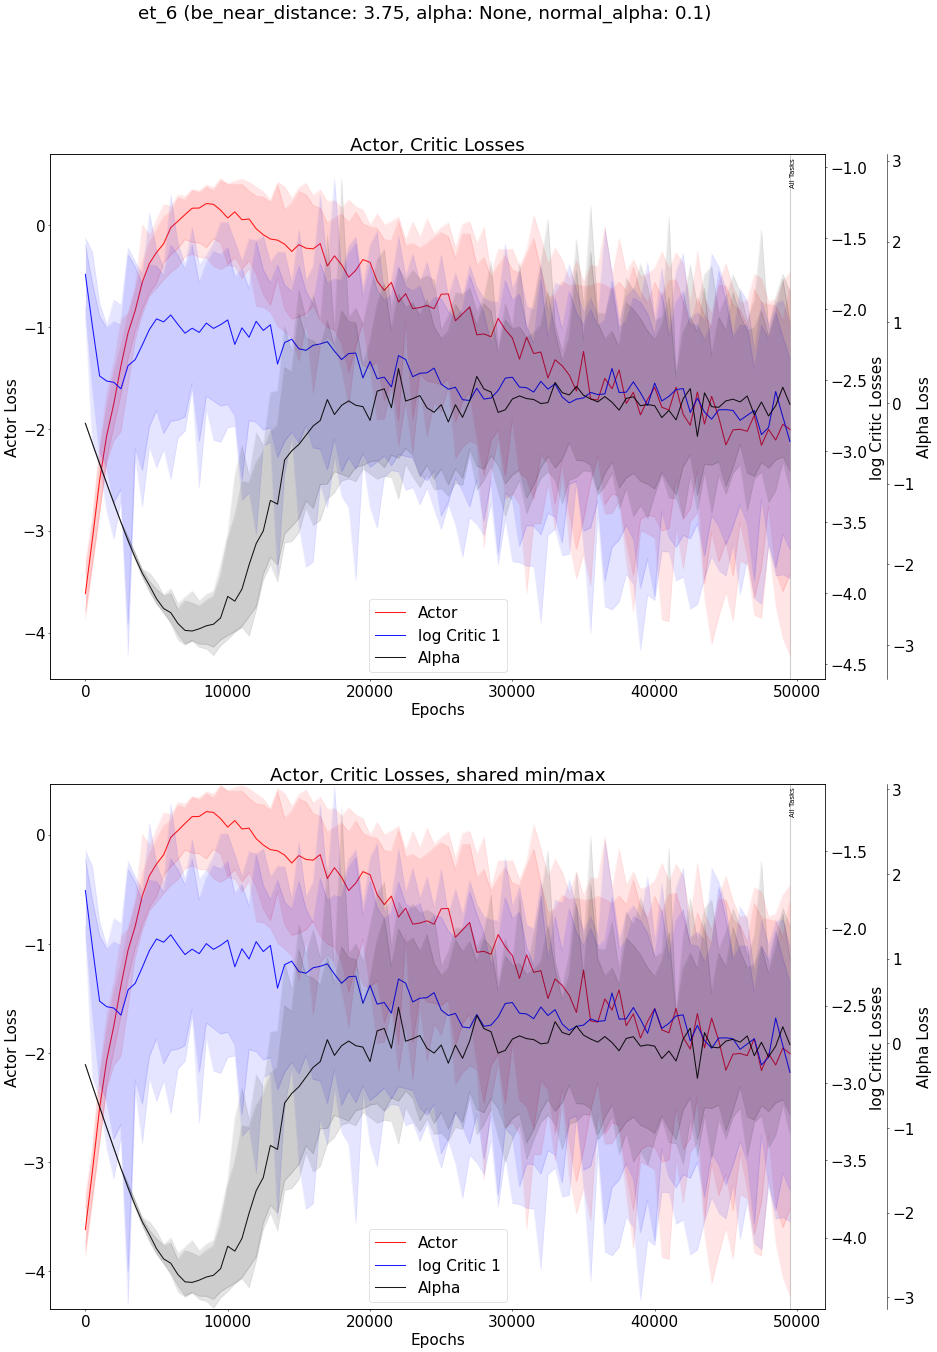 et_6 (be_near_distance: 3.75, alpha: None, normal_alpha: 0.1)
Actor, Critic Losses
All Tasks
Actor Loss
0
−1
−2
−3
−4
−1.0
−1.5
−2.0
−2.5
−3.0
−3.5
−4.0
−4.5
log Critic Losses
3
2
1
0
−1
−2
−3
Alpha Loss
Actor
log Critic 1
Alpha
0
10000
20000
30000
40000
50000
Epochs
Actor, Critic Losses, shared min/max
All Tasks
Actor Loss
0
−1
−2
−3
−4
−1.5
−2.0
−2.5
−3.0
−3.5
−4.0
log Critic Losses
3
2
1
0
−1
−2
−3
Alpha Loss
Actor
log Critic 1
Alpha
0
10000
20000
30000
40000
50000
Epochs